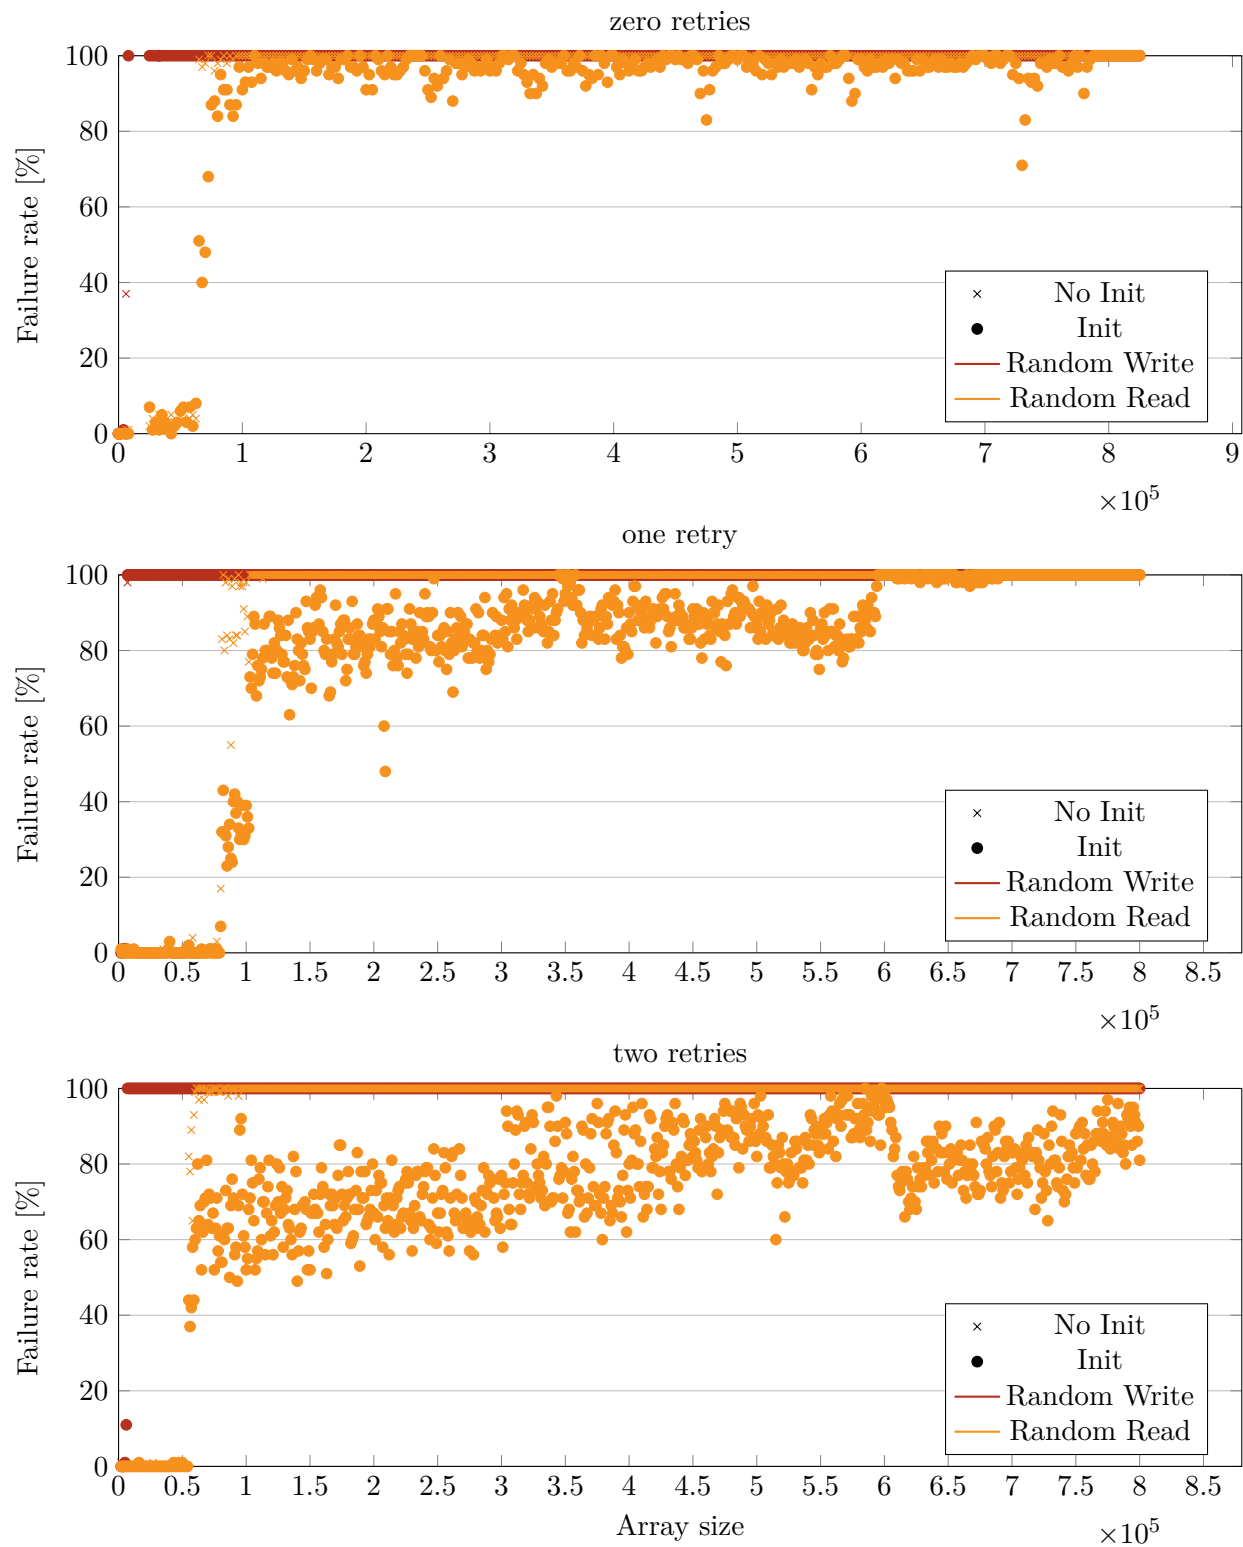 zero retries
Failure rate [%]
100
80
60
40
20
0
0 1 2 3 4 5 6 7 8 9
×10⁵
No Init
Init
Random Write
Random Read
one retry
Failure rate [%]
100
80
60
40
20
0
0 0.5 1 1.5 2 2.5 3 3.5 4 4.5 5 5.5 6 6.5 7 7.5 8 8.5
×10⁵
No Init
Init
Random Write
Random Read
two retries
Failure rate [%]
100
80
60
40
20
0
0 0.5 1 1.5 2 2.5 3 3.5 4 4.5 5 5.5 6 6.5 7 7.5 8 8.5
×10⁵
No Init
Init
Random Write
Random Read
Array size